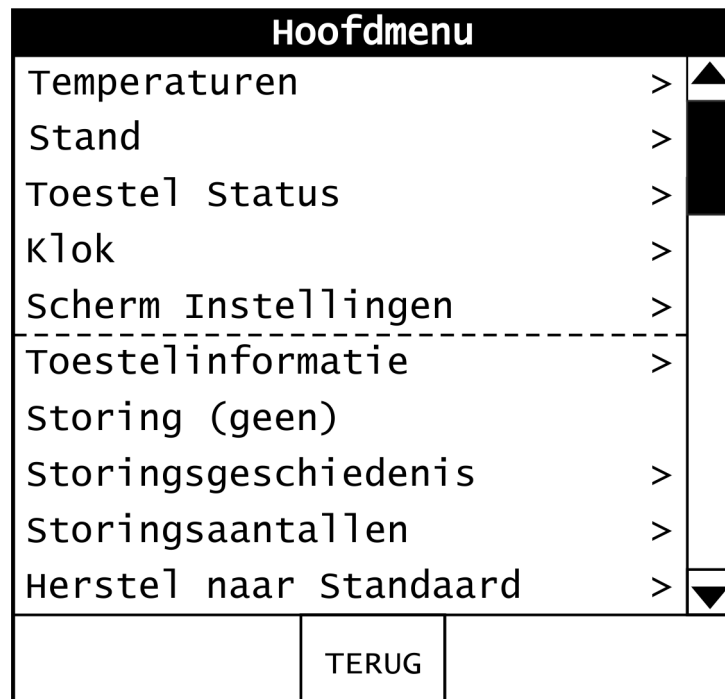 Hoofdmenu
Temperaturen >
Stand >
Toestel Status >
Klok >
Scherm Instellingen >
Toestelinformatie >
Storing (geen)
Storingsgeschiedenis >
Storingsaantallen >
Herstel naar Standaard >
TERUG